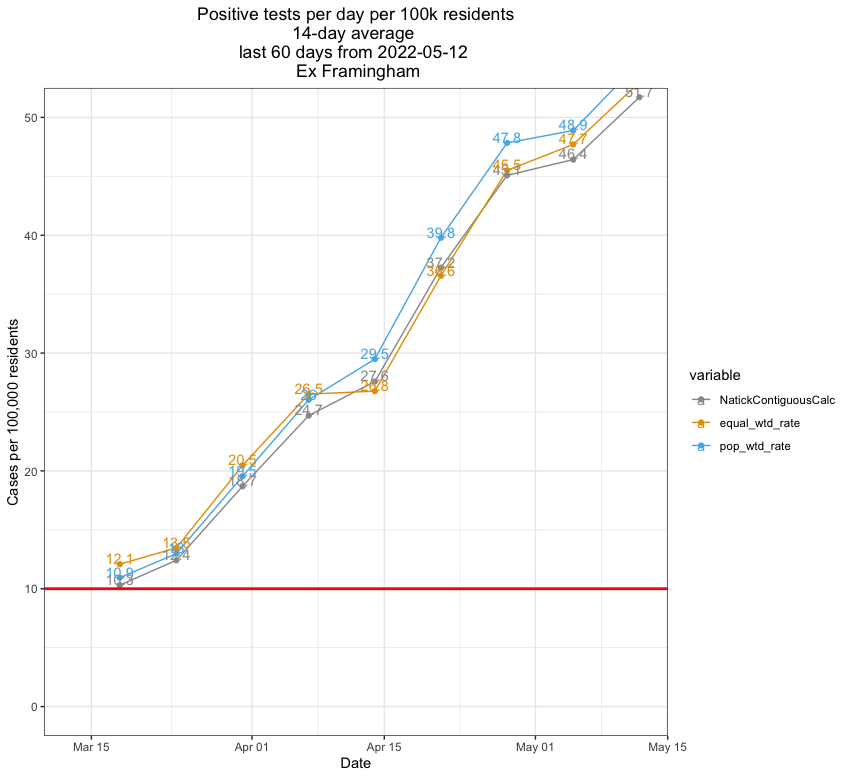 Positive tests per day per 100k residents
14-day average
last 60 days from 2022-05-12
Ex Framingham
Cases per 100,000 residents
50
40
30
20
10
0
51.7
47.8
48.9
47.7
46.4
45.5
39.8
37.2
36.6
29.5
27.6
26.8
26.5
24.7
20.5
19.5
18.7
13.5
12.4
12.1
10.9
Mar 15
Apr 01
Apr 15
May 01
May 15
Date
variable
NatickContiguousCalc
equal_wtd_rate
pop_wtd_rate